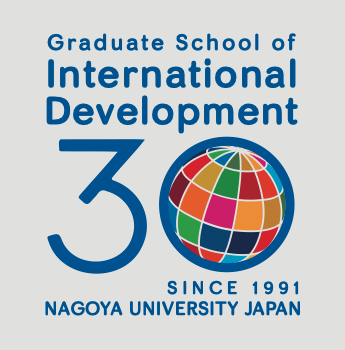 Graduate School of
International
Development
30
SINCE 1991
NAGOYA UNIVERSITY JAPAN